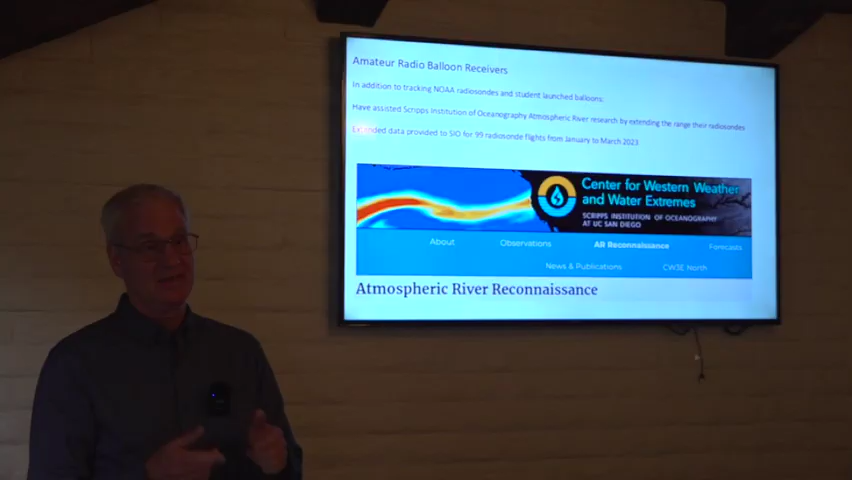 Amateur Radio Balloon Receivers
In addition to tracking NOAA radiosondes and student launched balloons.
Have assisted Scripps Institution of Oceanography Atmospheric River research by extending the range their radiosondes
Extended data provided to SIO for 99 radiosonde flights from January to March 2023
Center for Western Weather
and Water Extremes
SCRIPPS INSTITUTION OF OCEANOGRAPHY
AT UC SAN DIEGO
About Observations AR Reconnaissance Forecasts
News & Publications CW3E North
Atmospheric River Reconnaissance